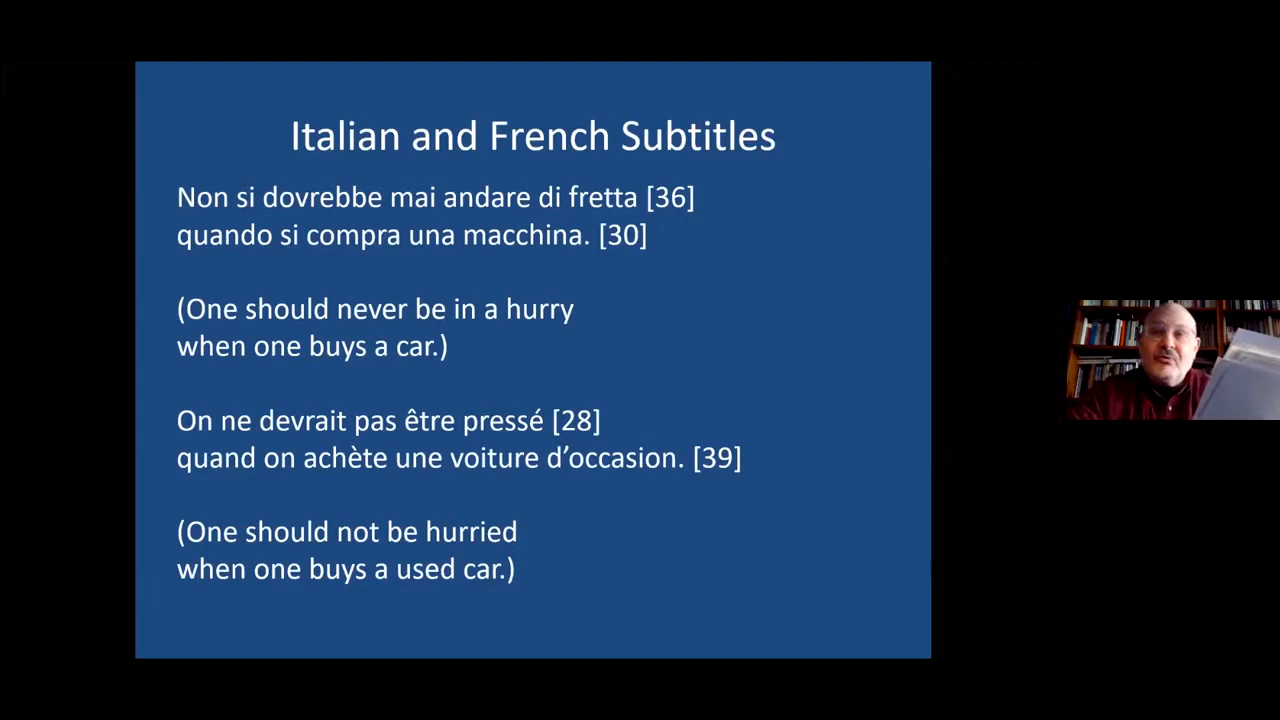 Italian and French Subtitles
Non si dovrebbe mai andare di fretta [36]
quando si compra una macchina. [30]
(One should never be in a hurry
when one buys a car.)
On ne devrait pas être pressé [28]
quand on achète une voiture d’occasion. [39]
(One should not be hurried
when one buys a used car.)